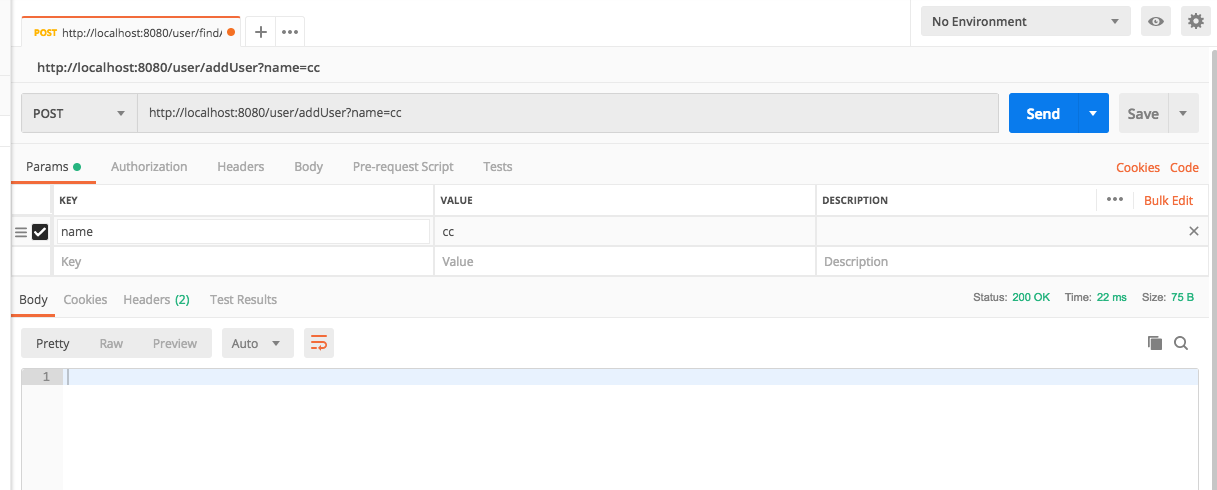 POST http://localhost:8080/user/find/ No Environment
http://localhost:8080/user/addUser?name=cc
POST http://localhost:8080/user/addUser?name=cc Send Save
Params Authorization Headers Body Pre-request Script Tests Cookies Code
KEY VALUE DESCRIPTION Bulk Edit
name cc
Key Value Description
Body Cookies Headers (2) Test Results Status: 200 OK Time: 22 ms Size: 75 B
Pretty Raw Preview Auto
1